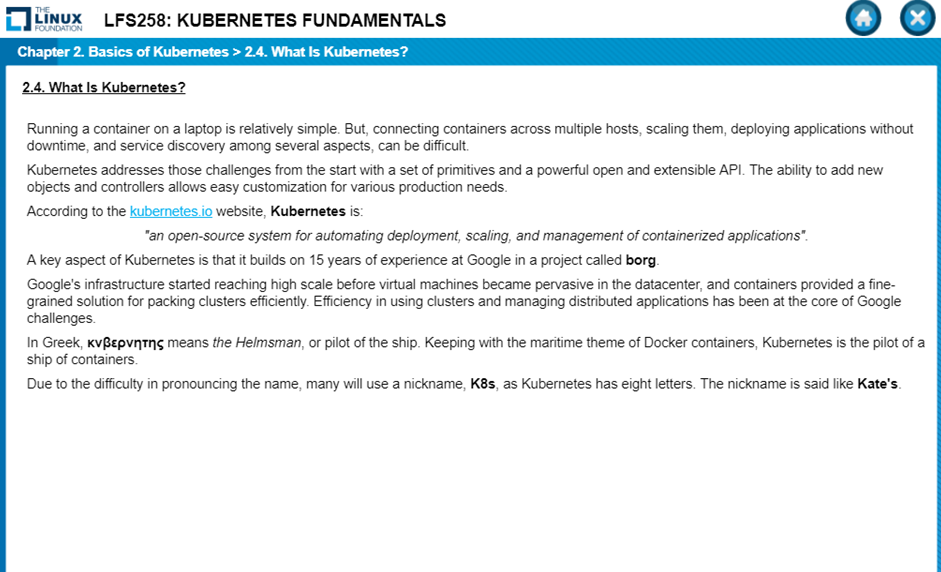 THE
LINUX
FOUNDATION
LFS258: KUBERNETES FUNDAMENTALS
Chapter 2. Basics of Kubernetes > 2.4. What Is Kubernetes?
2.4. What Is Kubernetes?
Running a container on a laptop is relatively simple. But, connecting containers across multiple hosts, scaling them, deploying applications without
downtime, and service discovery among several aspects, can be difficult.
Kubernetes addresses those challenges from the start with a set of primitives and a powerful open and extensible API. The ability to add new
objects and controllers allows easy customization for various production needs.
According to the kubernetes.io website, Kubernetes is:
"an open-source system for automating deployment, scaling, and management of containerized applications".
A key aspect of Kubernetes is that it builds on 15 years of experience at Google in a project called borg.
Google's infrastructure started reaching high scale before virtual machines became pervasive in the datacenter, and containers provided a fine-
grained solution for packing clusters efficiently. Efficiency in using clusters and managing distributed applications has been at the core of Google
challenges.
In Greek, κνβερνητης means the Helmsman, or pilot of the ship. Keeping with the maritime theme of Docker containers, Kubernetes is the pilot of a
ship of containers.
Due to the difficulty in pronouncing the name, many will use a nickname, K8s, as Kubernetes has eight letters. The nickname is said like Kate's.